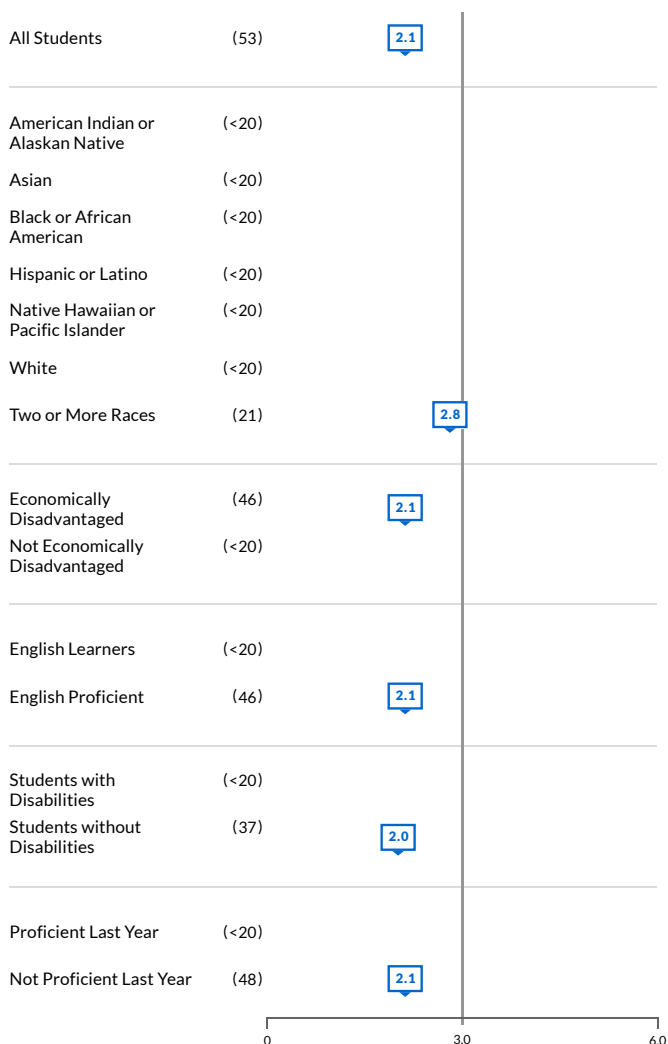 All Students (53) 2.1
American Indian or (<20)
Alaskan Native
Asian (<20)
Black or African (<20)
American
Hispanic or Latino (<20)
Native Hawaiian or (<20)
Pacific Islander
White (<20)
Two or More Races (21) 2.8
Economically (46) 2.1
Disadvantaged
Not Economically (<20)
Disadvantaged
English Learners (<20)
English Proficient (46) 2.1
Students with (<20)
Disabilities
Students without (37) 2.0
Disabilities
Proficient Last Year (<20)
Not Proficient Last Year (48) 2.1
0 3.0 6.0